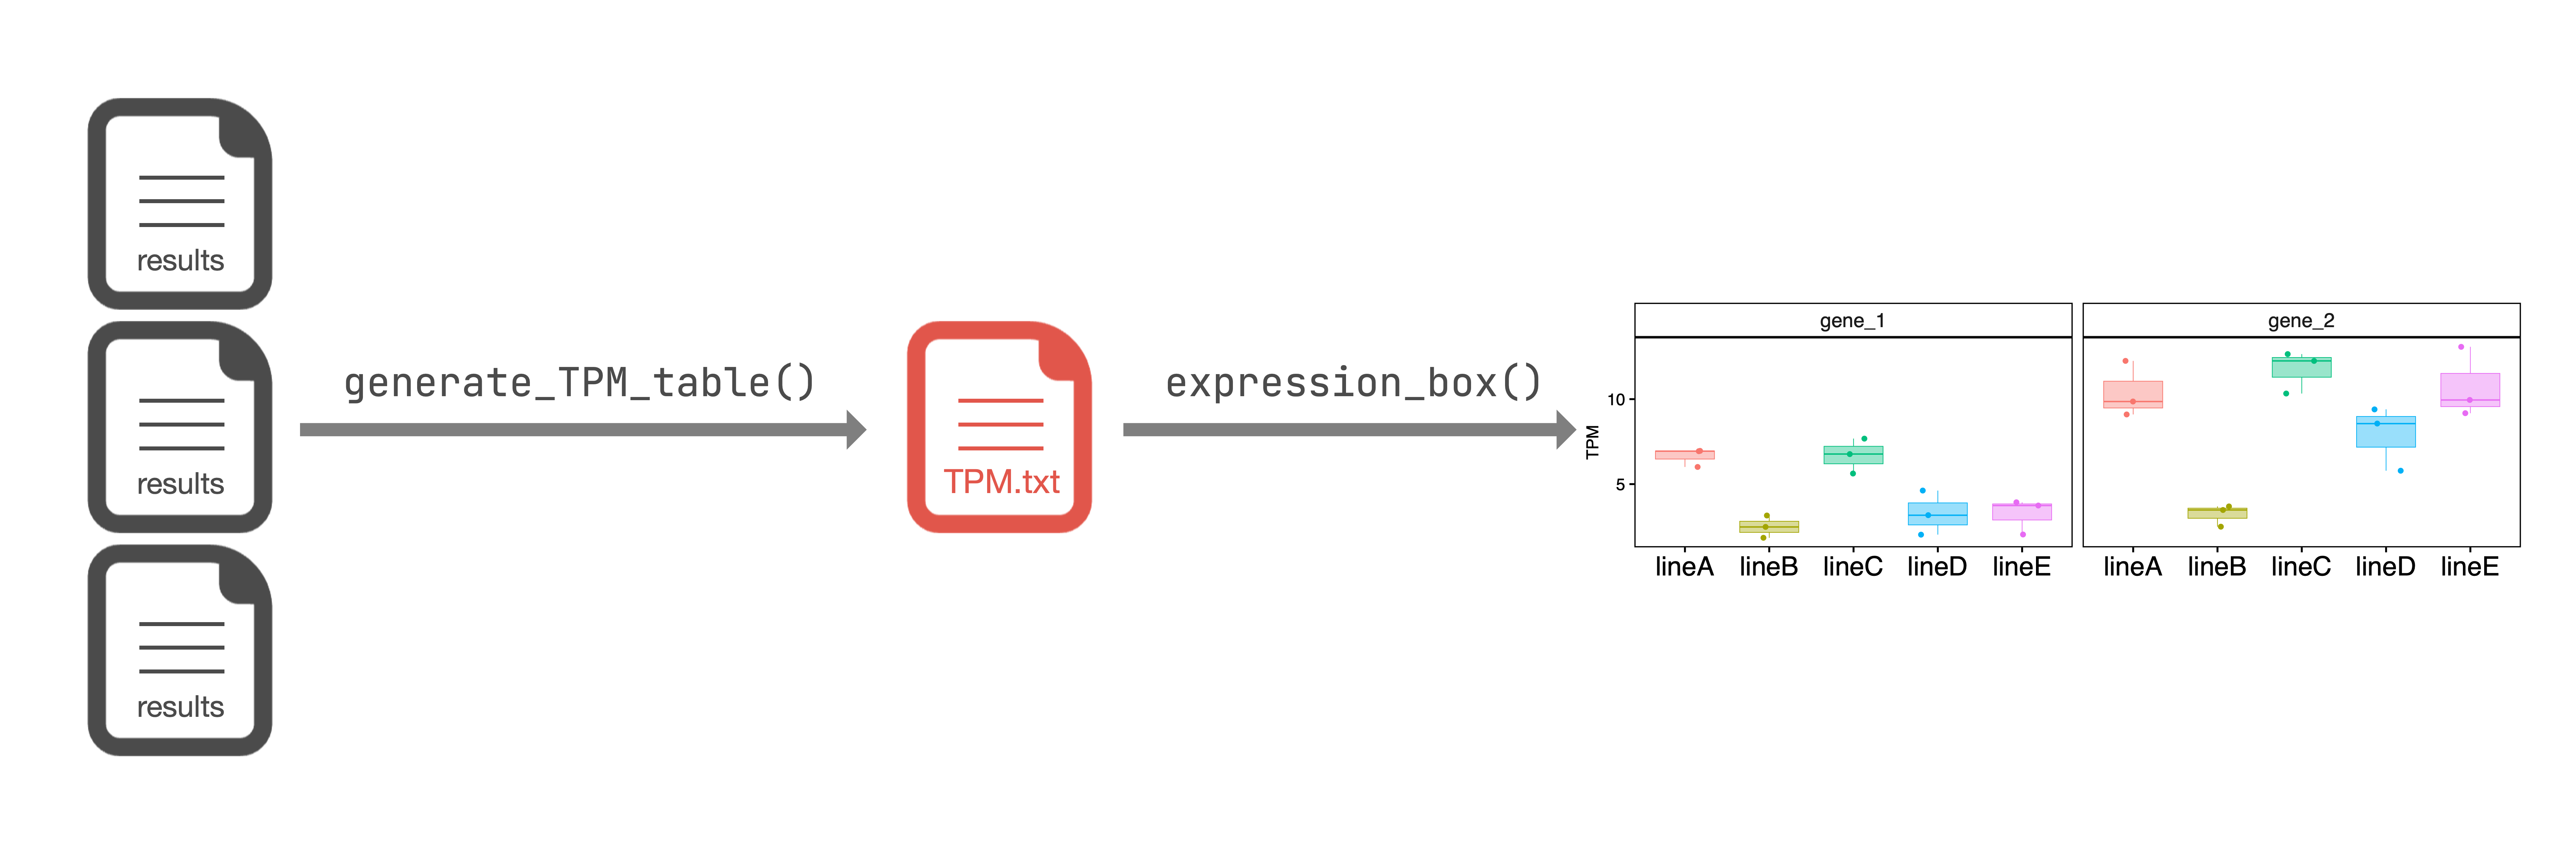 results
results
results
generate_TPM_table()
TPM.txt
expression_box()
TPM
10
5
gene_1
lineA lineB lineC lineD lineE
gene_2
lineA lineB lineC lineD lineE